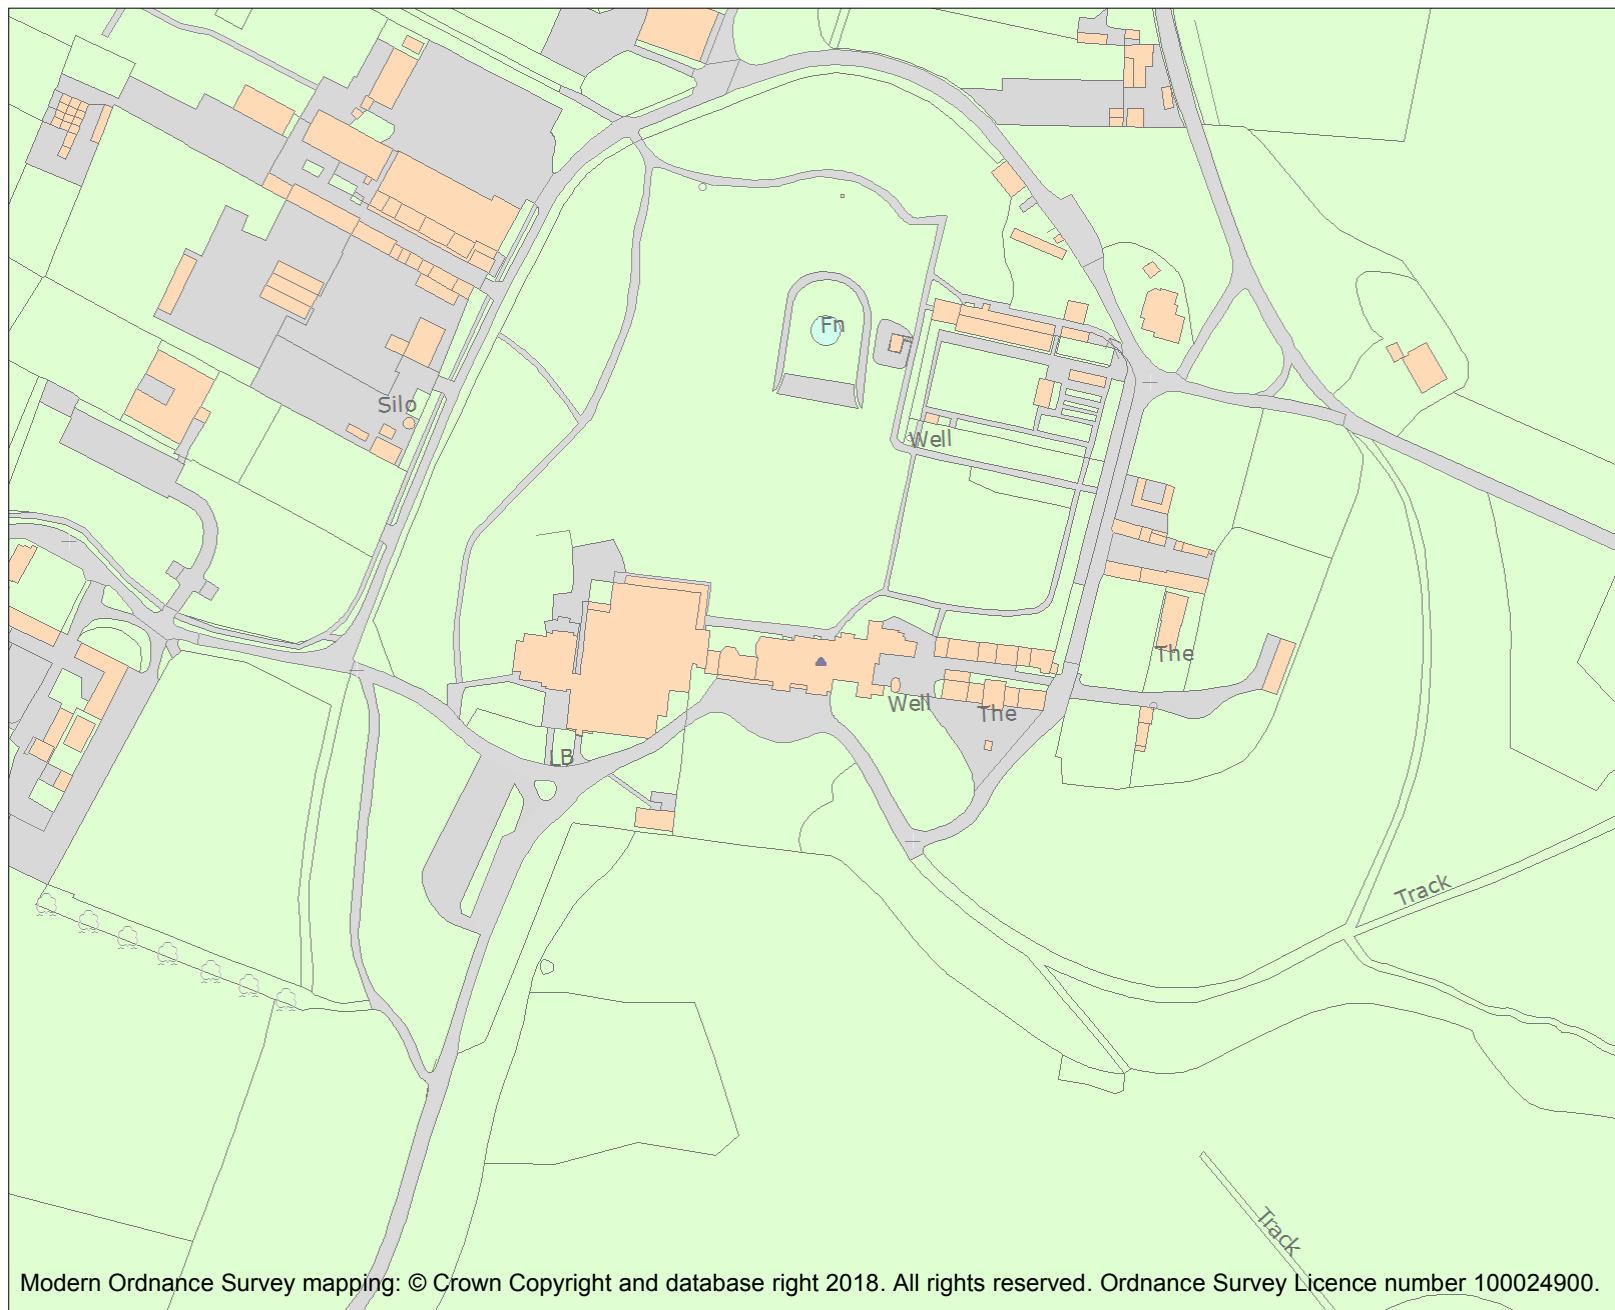 Fn
Silo
Well
The
Well
The
LB
Track
Track
Modern Ordnance Survey mapping: © Crown Copyright and database right 2018. All rights reserved. Ordnance Survey Licence number 100024900.